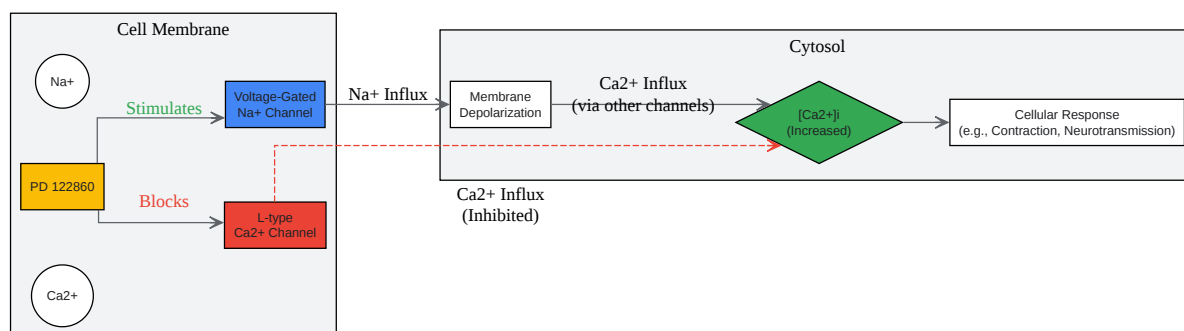 Cell Membrane
Na+
Stimulates
Voltage-Gated
Na+ Channel
PD 122860
Blocks
L-type
Ca2+ Channel
Ca2+
Na+ Influx
Cytosol
Membrane
Depolarization
Ca2+ Influx
(via other channels)
[Ca2+]i
(Increased)
Cellular Response
(e.g., Contraction, Neurotransmission)
Ca2+ Influx
(Inhibited)